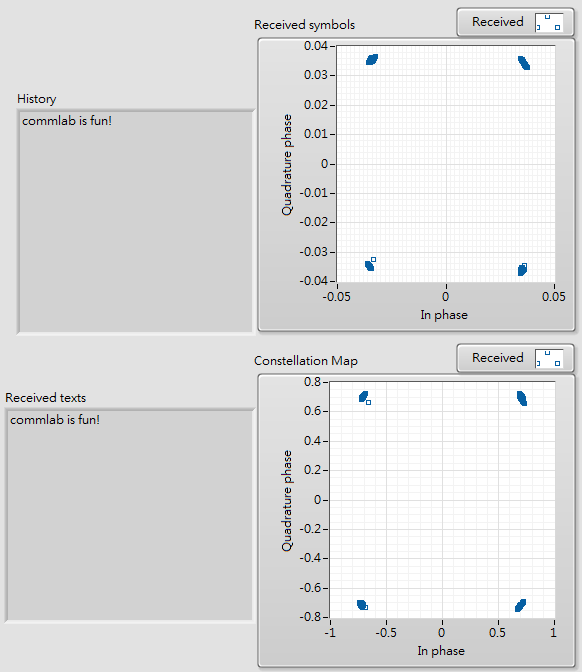 Received symbols
Received
0.04
0.03
0.02
0.01
0
-0.01
-0.02
-0.03
-0.04
Quadrature phase
-0.05
0
0.05
In phase
History
commlab is fun!
Constellation Map
Received
0.8
0.6
0.4
0.2
0
-0.2
-0.4
-0.6
-0.8
Quadrature phase
-1
-0.5
0
0.5
1
In phase
Received texts
commlab is fun!